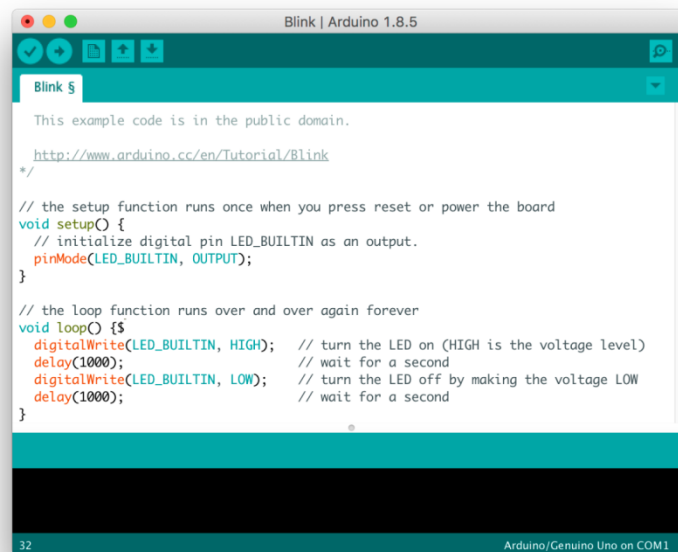 Blink | Arduino 1.8.5
Blink §
This example code is in the public domain.
http://www.arduino.cc/en/Tutorial/Blink
*/
// the setup function runs once when you press reset or power the board
void setup() {
// initialize digital pin LED_BUILTIN as an output.
pinMode(LED_BUILTIN, OUTPUT);
}
// the loop function runs over and over again forever
void loop() {$
digitalWrite(LED_BUILTIN, HIGH);   // turn the LED on (HIGH is the voltage level)
delay(1000);                       // wait for a second
digitalWrite(LED_BUILTIN, LOW);    // turn the LED off by making the voltage LOW
delay(1000);                       // wait for a second
}
32 Arduino/Genuino Uno on COM1